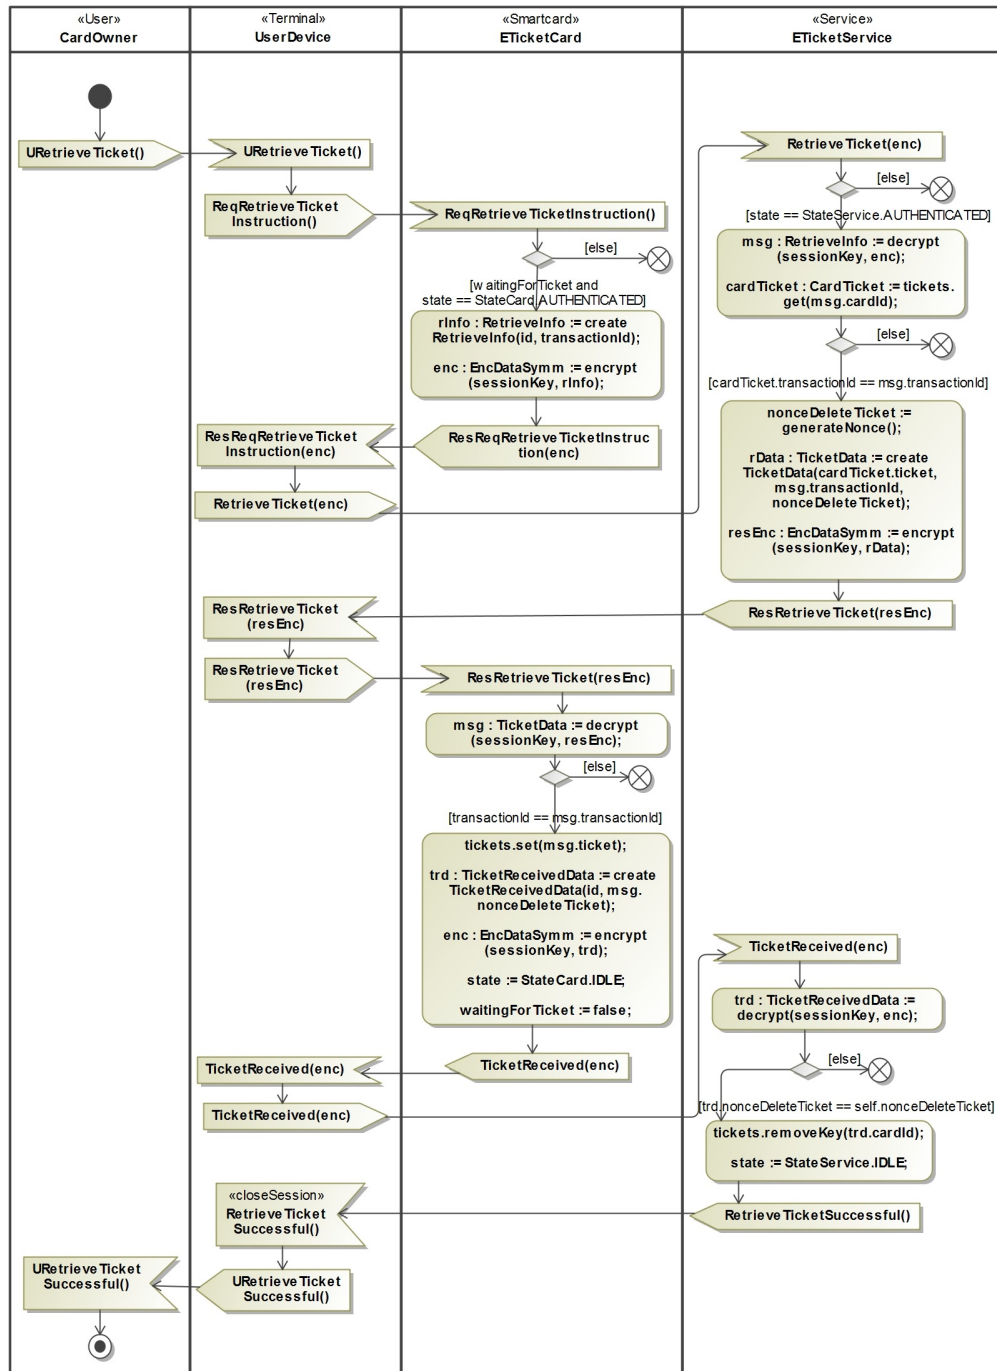 «User»
CardOwner
«Terminal»
UserDevice
«Smartcard»
ETicketCard
«Service»
ETicketService
URetrieveTicket()
URetrieveTicket()
ReqRetrieveTicket
Instruction()
ReqRetrieveTicketInstruction()
[else]
[waitingForTicket and
state == StateCard.AUTHENTICATED]
rInfo : RetrieveInfo := create
RetrieveInfo(id, transactionId);
enc : EncDataSymm := encrypt
(sessionKey, rInfo);
ResReqRetrieveTicketInstruc
tion(enc)
ResReqRetrieveTicket
Instruction(enc)
RetrieveTicket(enc)
RetrieveTicket(enc)
[else]
[state == StateService.AUTHENTICATED]
msg : RetrieveInfo := decrypt
(sessionKey, enc);
cardTicket : CardTicket := tickets.
get(msg.cardId);
[else]
[cardTicket.transactionId == msg.transactionId]
nonceDeleteTicket :=
generateNonce();
rData : TicketData := create
TicketData(cardTicket.ticket,
msg.transactionId,
nonceDeleteTicket);
resEnc : EncDataSymm := encrypt
(sessionKey, rData);
ResRetrieveTicket(resEnc)
ResRetrieveTicket
(resEnc)
ResRetrieveTicket
(resEnc)
ResRetrieveTicket(resEnc)
msg : TicketData := decrypt
(sessionKey, resEnc);
[else]
[transactionId == msg.transactionId]
tickets.set(msg.ticket);
trd : TicketReceivedData := create
TicketReceivedData(id, msg.
nonceDeleteTicket);
enc : EncDataSymm := encrypt
(sessionKey, trd);
state := StateCard.IDLE;
waitingForTicket := false;
TicketReceived(enc)
TicketReceived(enc)
TicketReceived(enc)
TicketReceived(enc)
trd : TicketReceivedData :=
decrypt(sessionKey, enc);
[else]
[trd.nonceDeleteTicket == self.nonceDeleteTicket]
tickets.removeKey(trd.cardId);
state := StateService.IDLE;
RetrieveTicketSuccessful()
«closeSession»
RetrieveTicket
Successful()
URetrieveTicket
Successful()
URetrieveTicket
Successful()